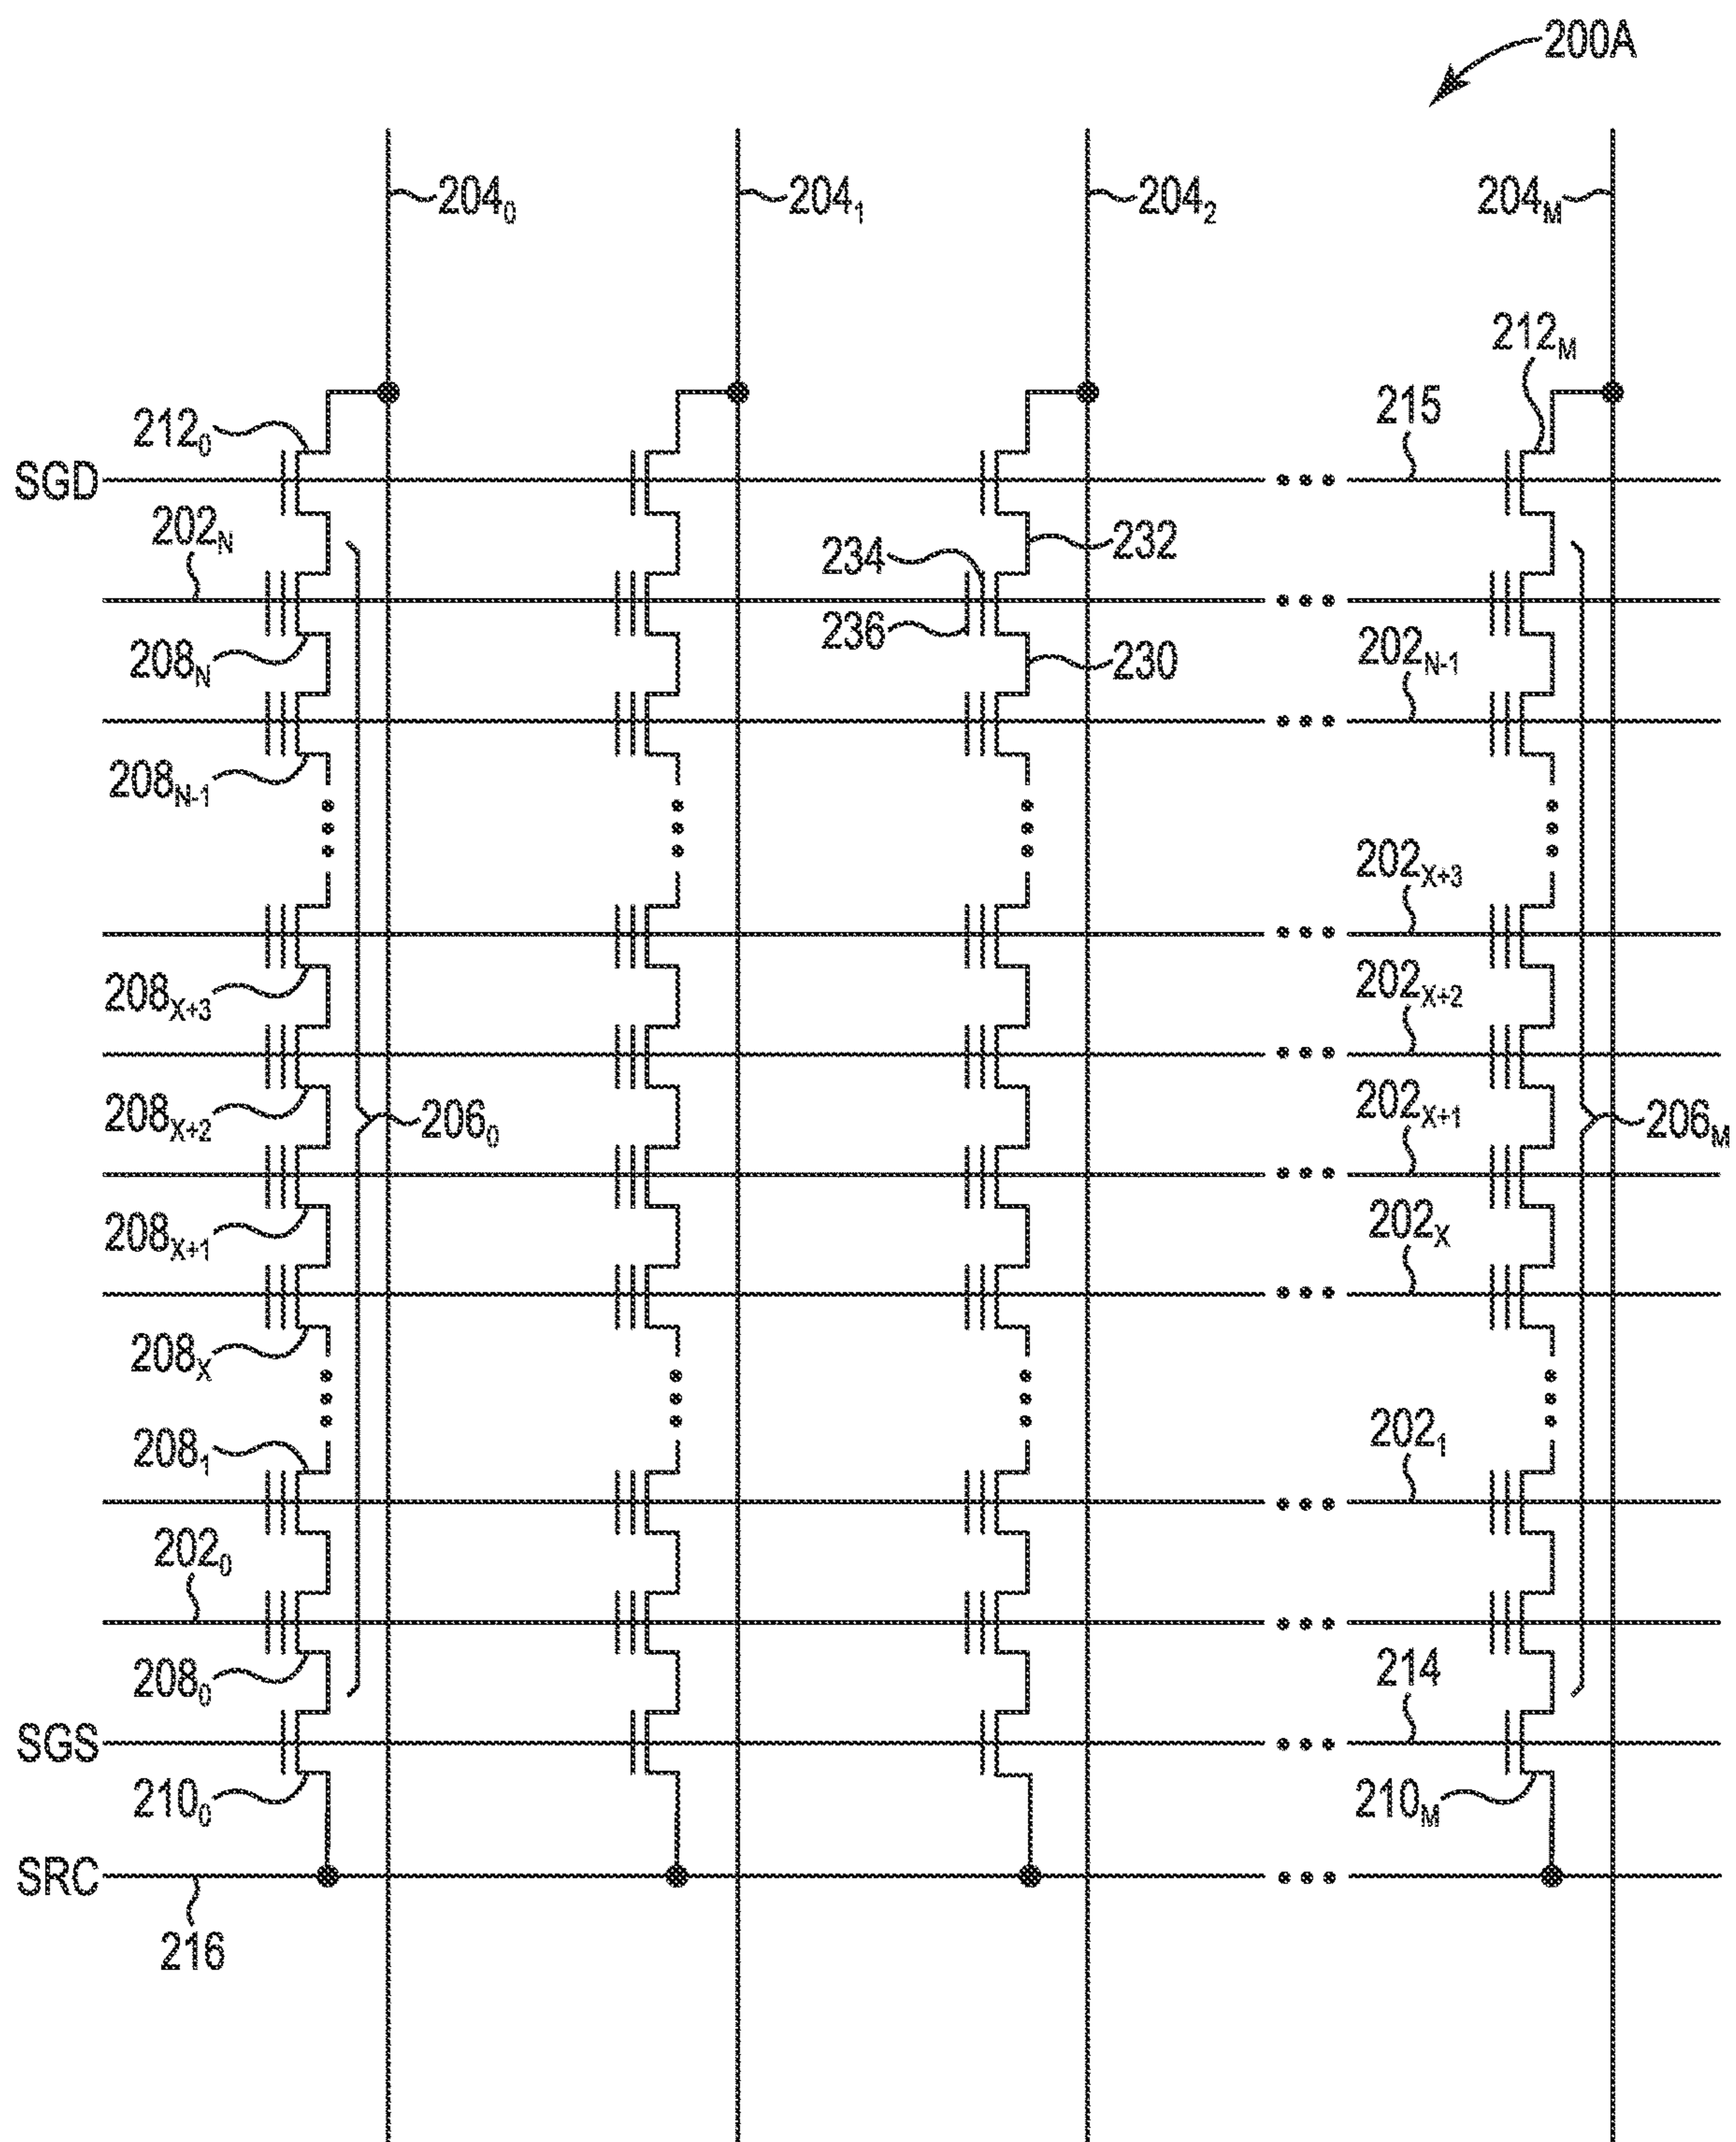 200A
204₀ 204₁ 204₂ 204M
212M
212₀ 215
SGD
202N 234 232
236
208N 230 202N-1
208N-1
202X+3
208X+3 202X+2
208X+2 206₀ 202X+1 206M
208X+1 202X
208X
208₁ 202₁
202₀
208₀ 214
SGS
210₀ 210M
SRC
216